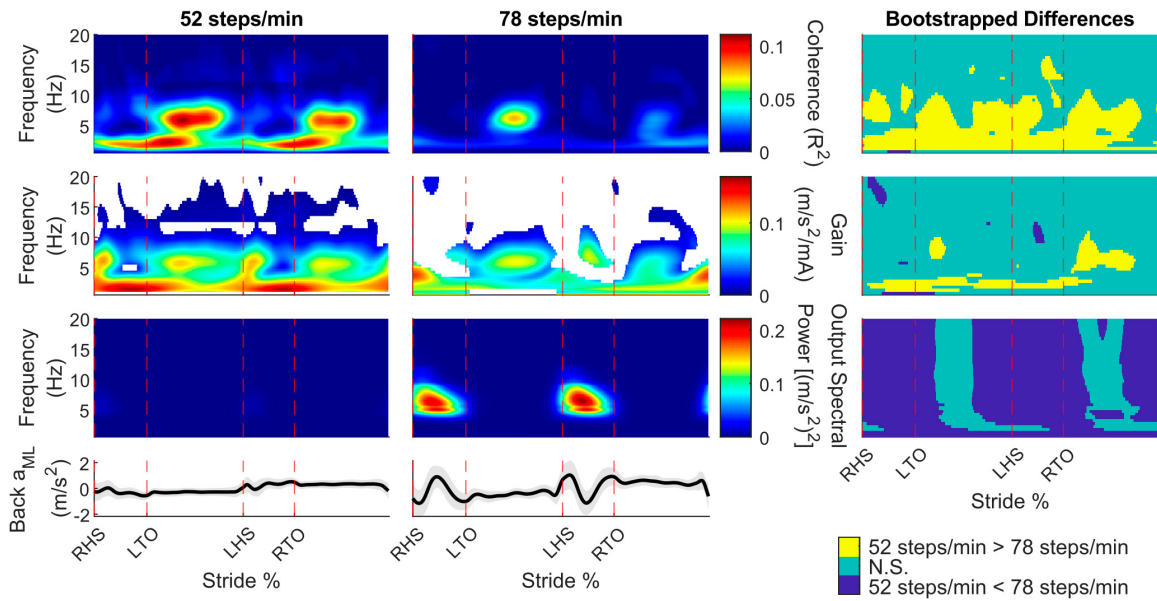 52 steps/min
78 steps/min
Bootstrapped Differences
Frequency
(Hz)
20
15
10
5
0.1
0.05
0
Coherence (R²)
Frequency
(Hz)
20
15
10
5
0.1
0
Gain
(m/s²/mA)
Frequency
(Hz)
20
15
10
5
0.2
0.1
0
Output Spectral
Power [(m/s²)²]
Back a_ML
(m/s²)
2
0
-2
RHS
LTO
LHS
RTO
Stride %
RHS
LTO
LHS
RTO
Stride %
RHS
LTO
LHS
RTO
Stride %
52 steps/min > 78 steps/min
N.S.
52 steps/min < 78 steps/min